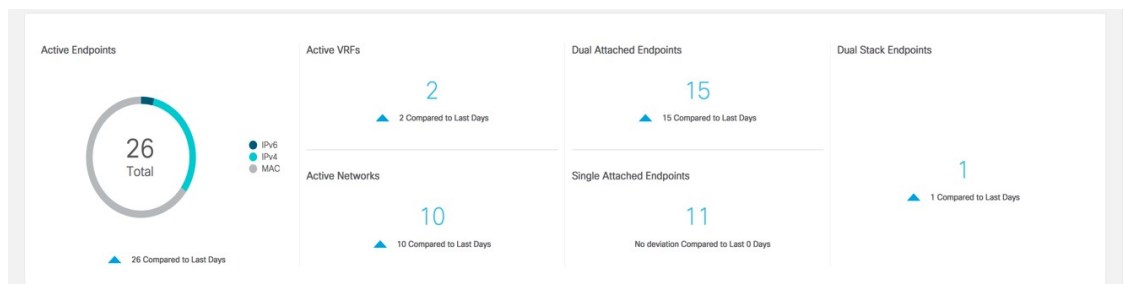 Active Endpoints
26
Total
IPv6
IPv4
MAC
26 Compared to Last Days
Active VRFs
2
2 Compared to Last Days
Active Networks
10
10 Compared to Last Days
Dual Attached Endpoints
15
15 Compared to Last Days
Single Attached Endpoints
11
No deviation Compared to Last 0 Days
Dual Stack Endpoints
1
1 Compared to Last Days